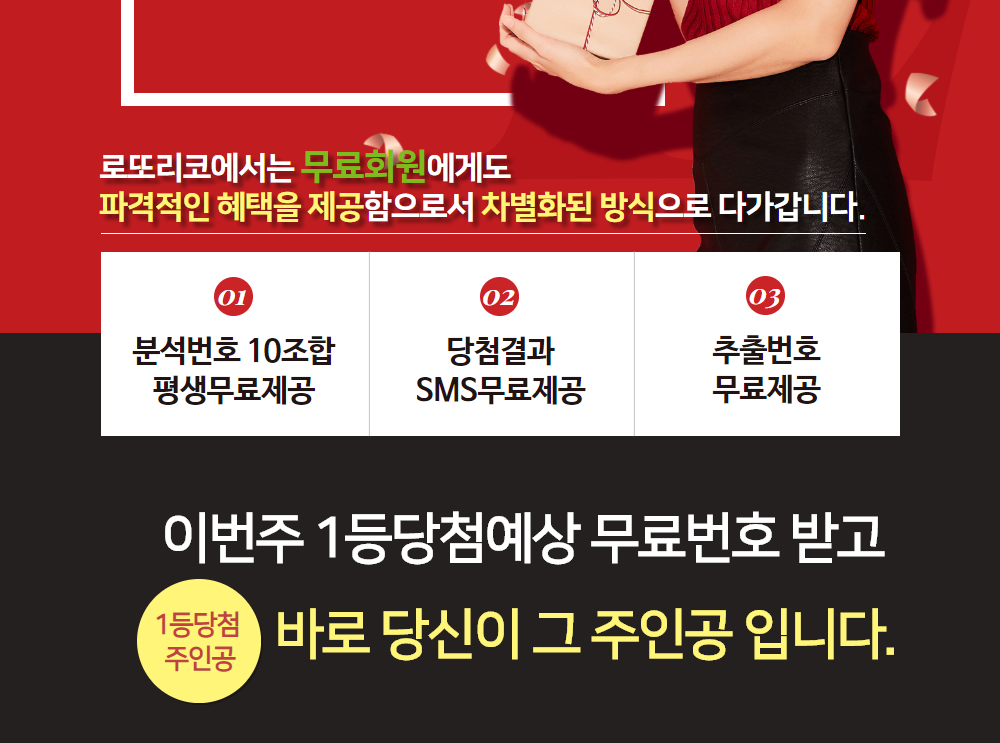 로또리코에서는 무료회원에게도
파격적인 혜택을 제공함으로서 차별화된 방식으로 다가갑니다.
01
분석번호 10조합
평생무료제공
02
당첨결과
SMS무료제공
03
추출번호
무료제공
이번주 1등당첨예상 무료번호 받고
1등당첨
주인공
바로 당신이 그 주인공 입니다.